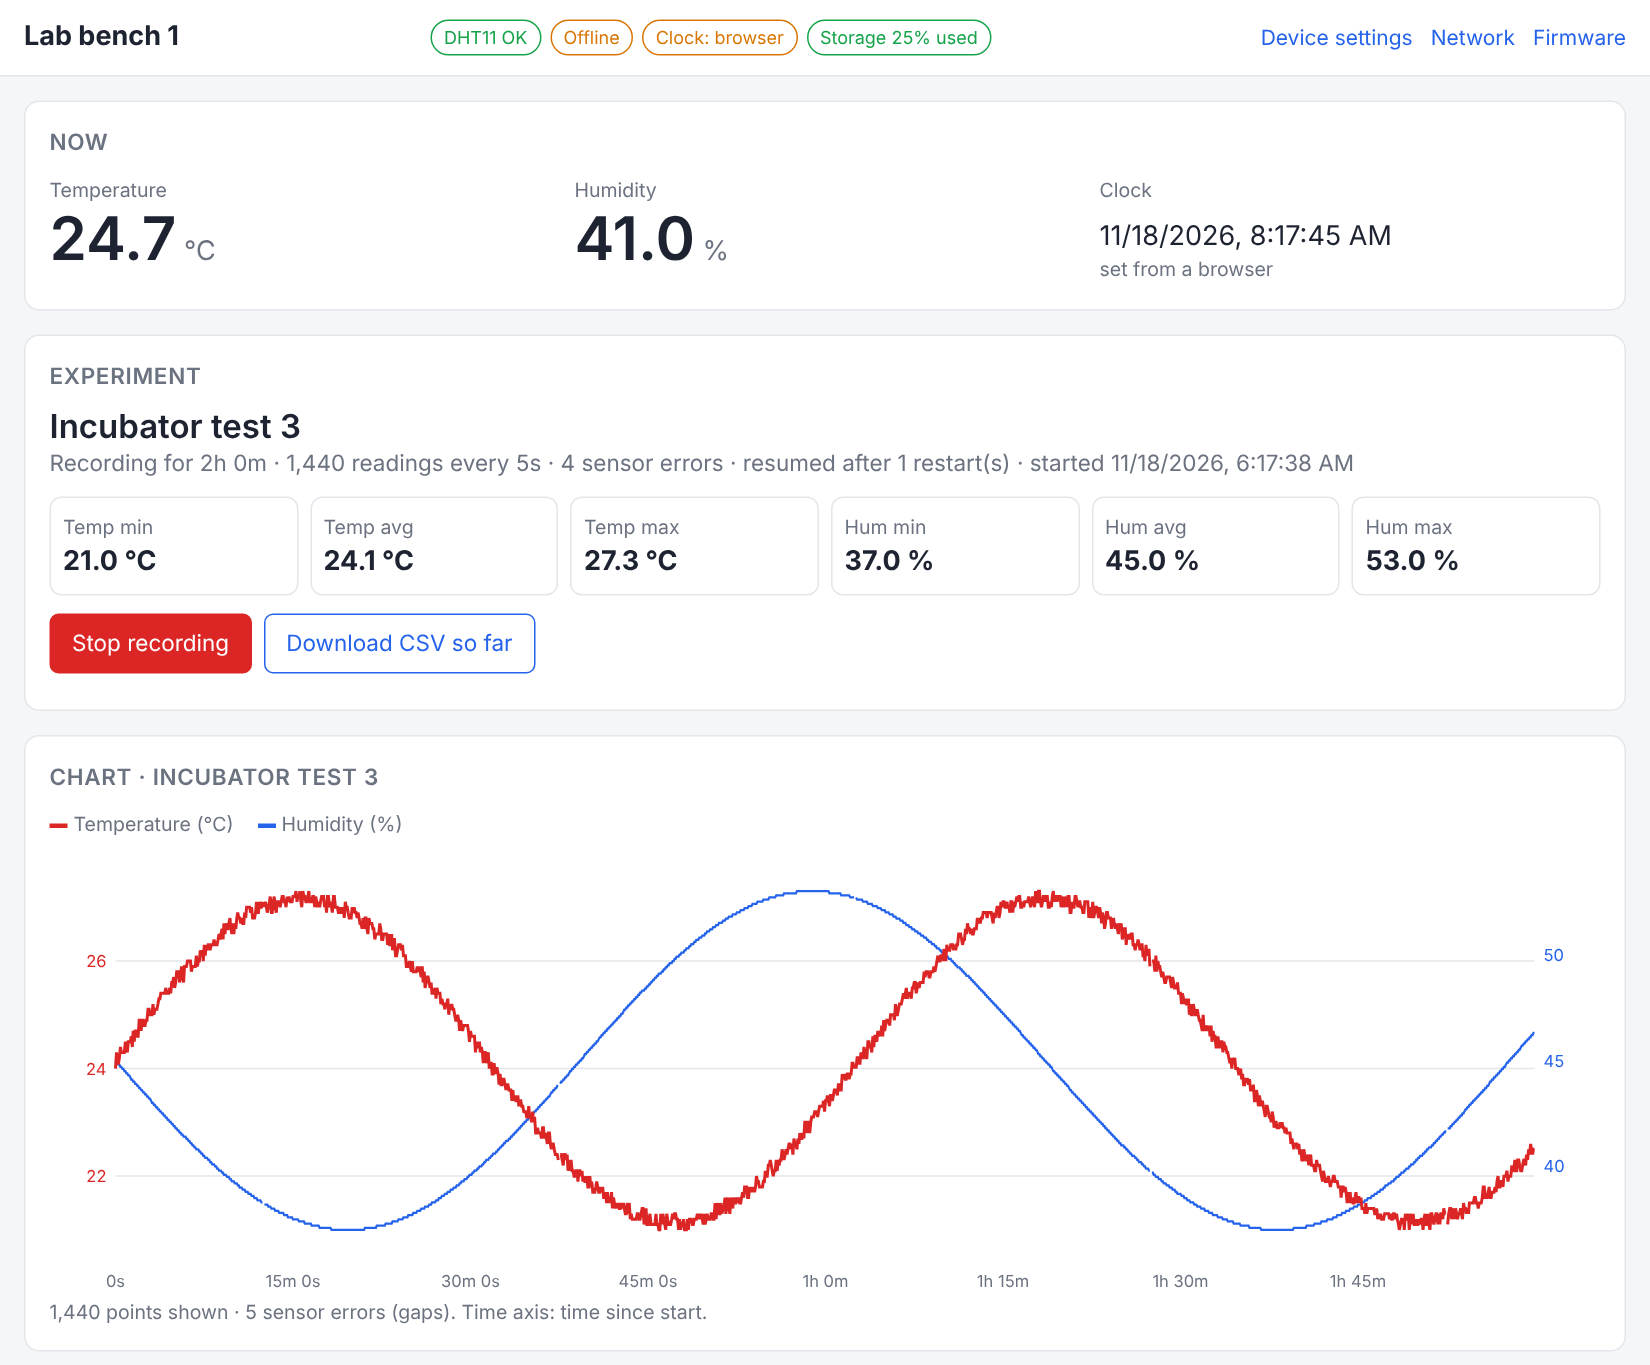 Lab bench 1
DHT11 OK
Offline
Clock: browser
Storage 25% used
Device settings
Network
Firmware
NOW
Temperature
24.7 °C
Humidity
41.0 %
Clock
11/18/2026, 8:17:45 AM
set from a browser
EXPERIMENT
Incubator test 3
Recording for 2h 0m · 1,440 readings every 5s · 4 sensor errors · resumed after 1 restart(s) · started 11/18/2026, 6:17:38 AM
Temp min
21.0 °C
Temp avg
24.1 °C
Temp max
27.3 °C
Hum min
37.0 %
Hum avg
45.0 %
Hum max
53.0 %
Stop recording
Download CSV so far
CHART · INCUBATOR TEST 3
Temperature (°C)
Humidity (%)
26
24
22
50
45
40
0s
15m 0s
30m 0s
45m 0s
1h 0m
1h 15m
1h 30m
1h 45m
1,440 points shown · 5 sensor errors (gaps). Time axis: time since start.